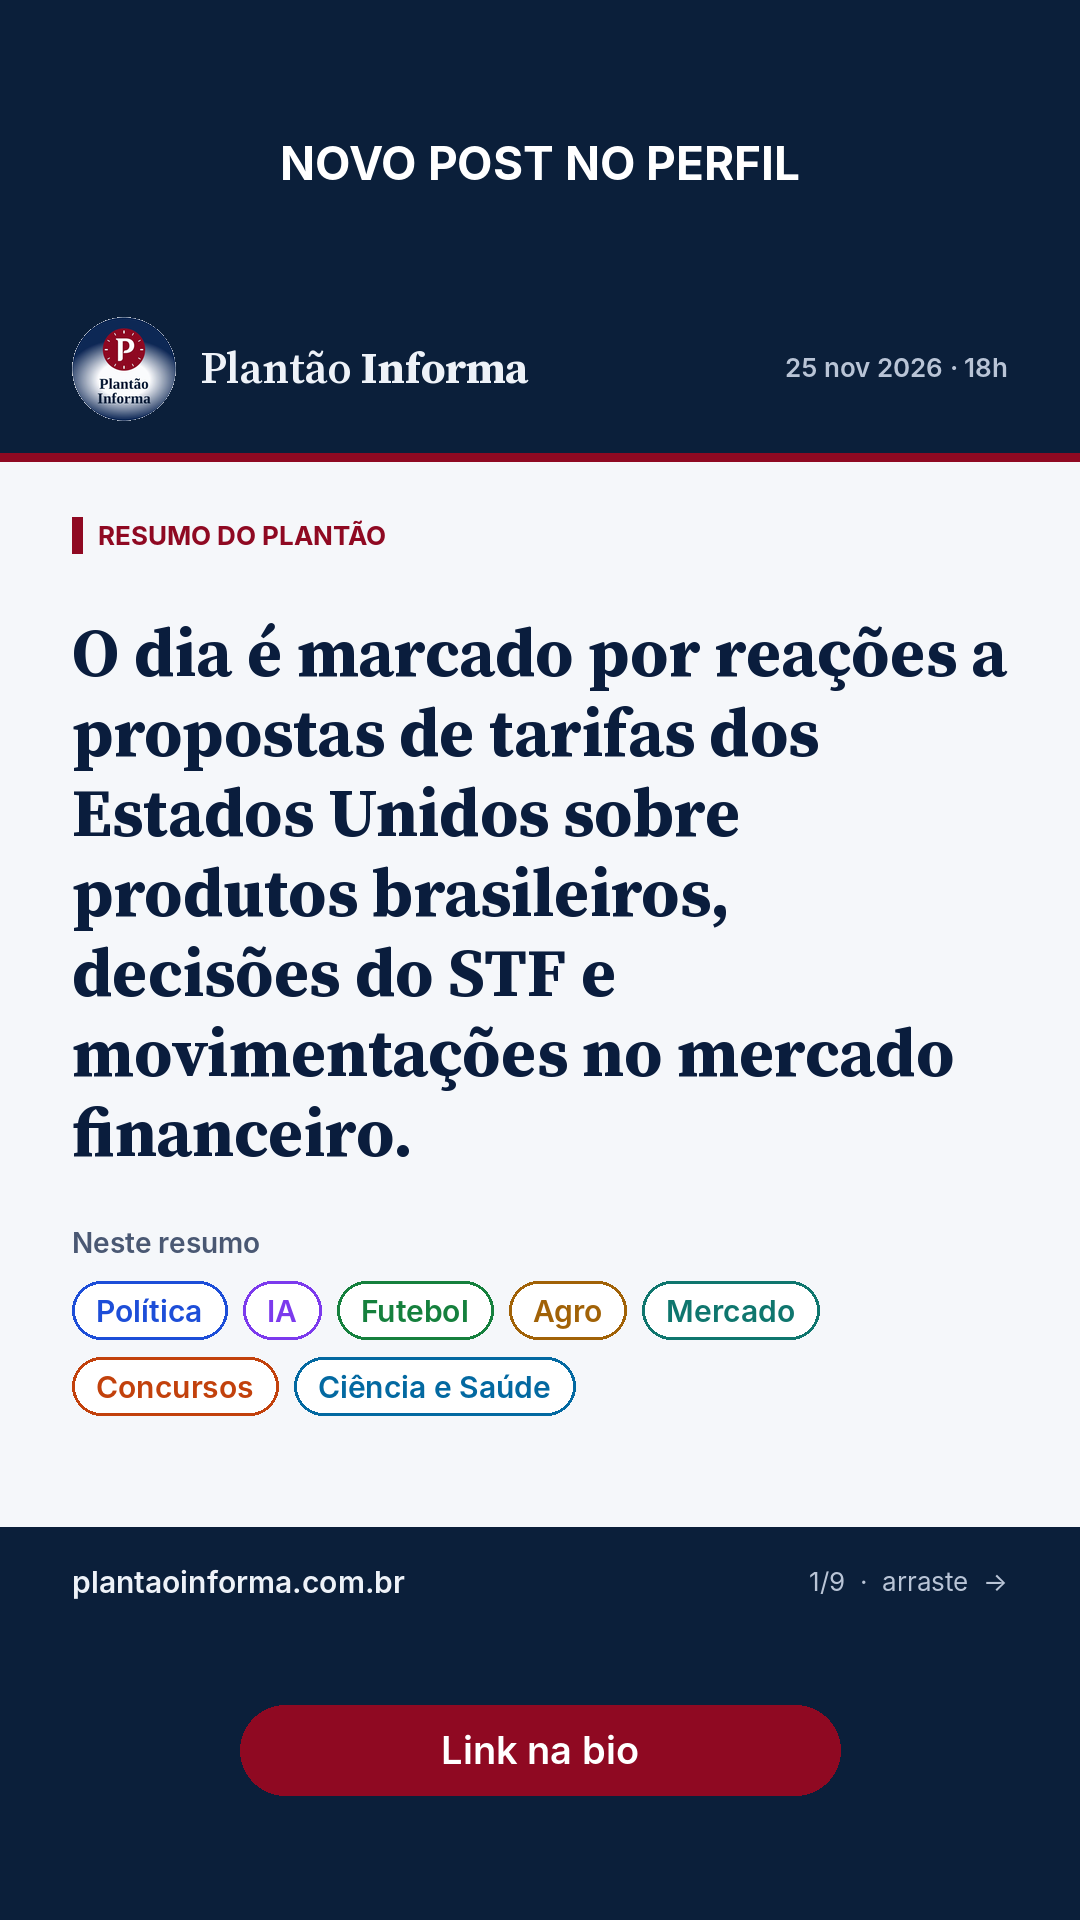 NOVO POST NO PERFIL
P
Plantão
Informa
Plantão Informa
25 nov 2026 · 18h
RESUMO DO PLANTÃO
O dia é marcado por reações a
propostas de tarifas dos
Estados Unidos sobre
produtos brasileiros,
decisões do STF e
movimentações no mercado
financeiro.
Neste resumo
Política IA Futebol Agro Mercado
Concursos Ciência e Saúde
plantaoinforma.com.br
1/9 · arraste →
Link na bio